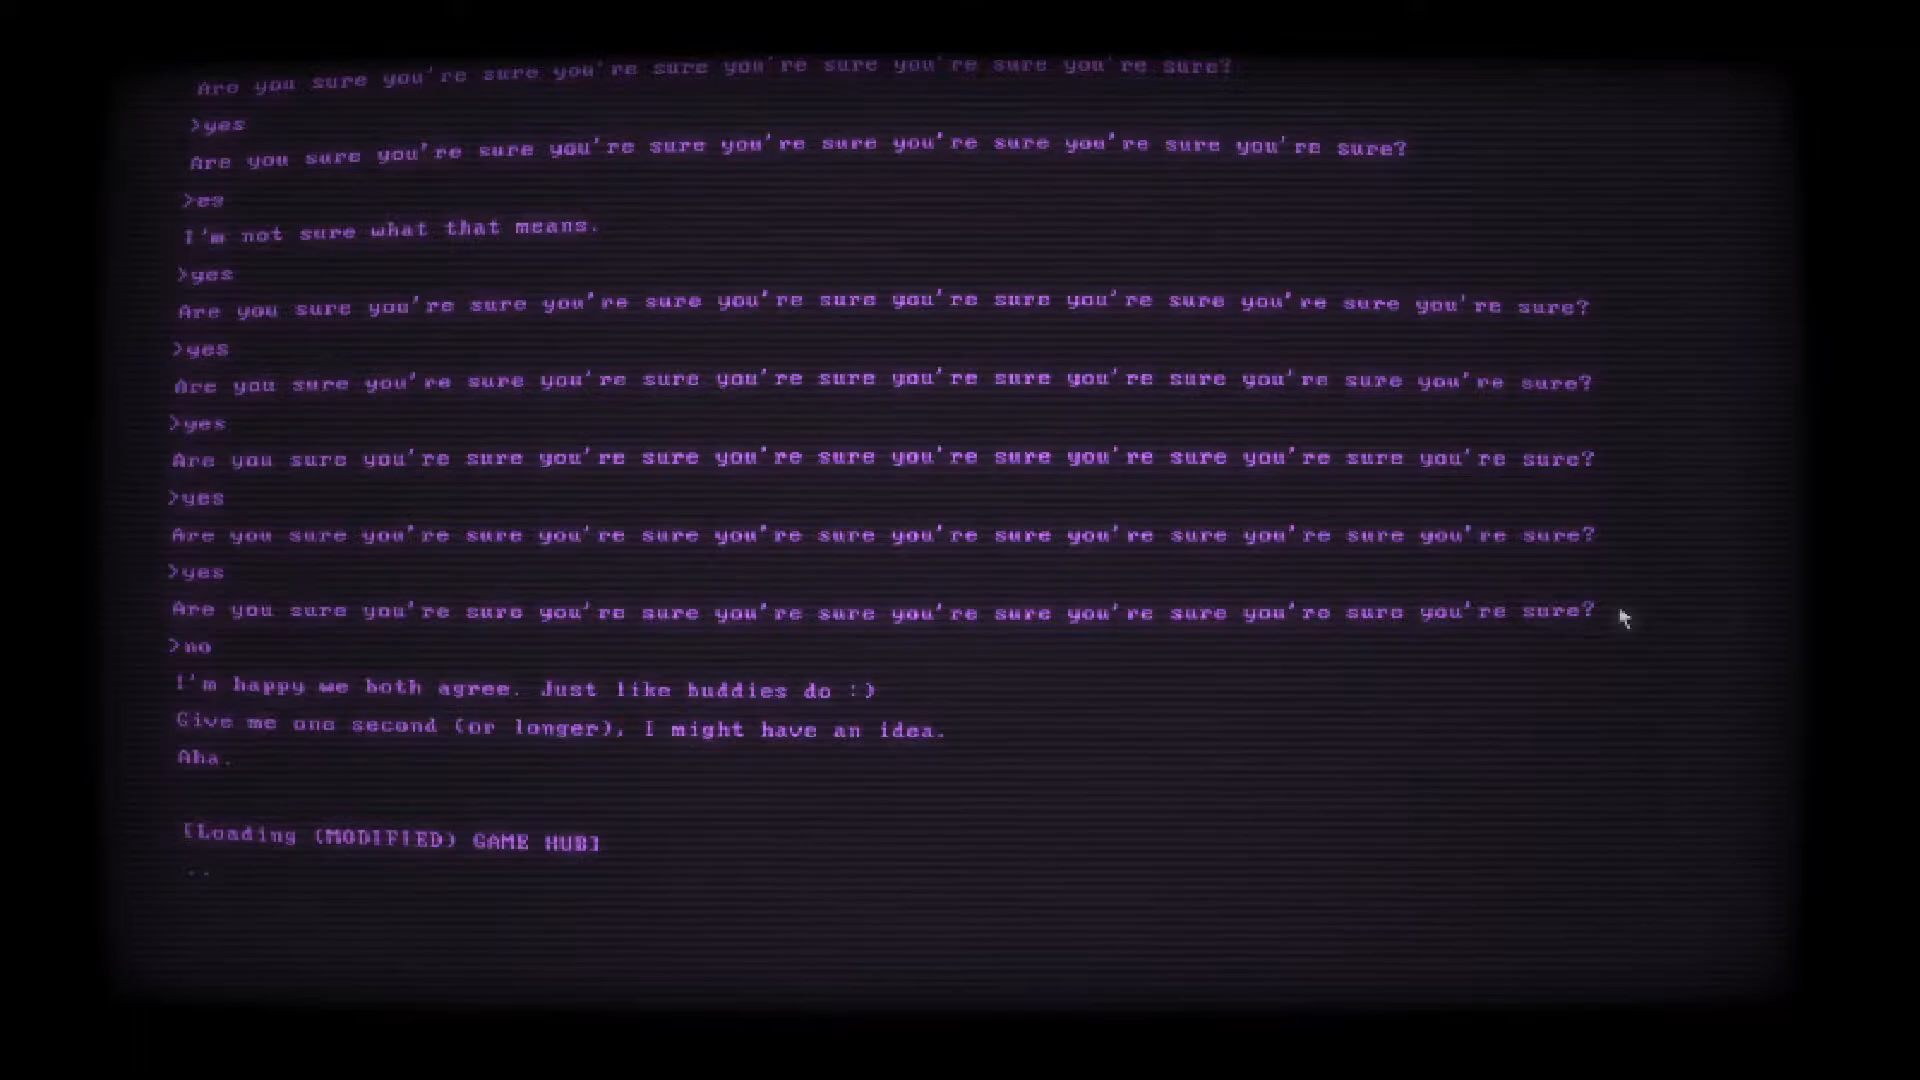 Are you sure you're sure you're sure you're sure you're sure you're sure?
>yes
Are you sure you're sure you're sure you're sure you're sure you're sure you're sure?
>es
I'm not sure what that means.
>yes
Are you sure you're sure you're sure you're sure you're sure you're sure you're sure you're sure?
>yes
Are you sure you're sure you're sure you're sure you're sure you're sure you're sure you're sure?
>yes
Are you sure you're sure you're sure you're sure you're sure you're sure you're sure you're sure?
>yes
Are you sure you're sure you're sure you're sure you're sure you're sure you're sure you're sure?
>yes
Are you sure you're sure you're sure you're sure you're sure you're sure you're sure you're sure?
>no
I'm happy we both agree. Just like buddies do :)
Give me one second (or longer), I might have an idea.
Aha.
[Loading (MODIFIED) GAME HUB]
..